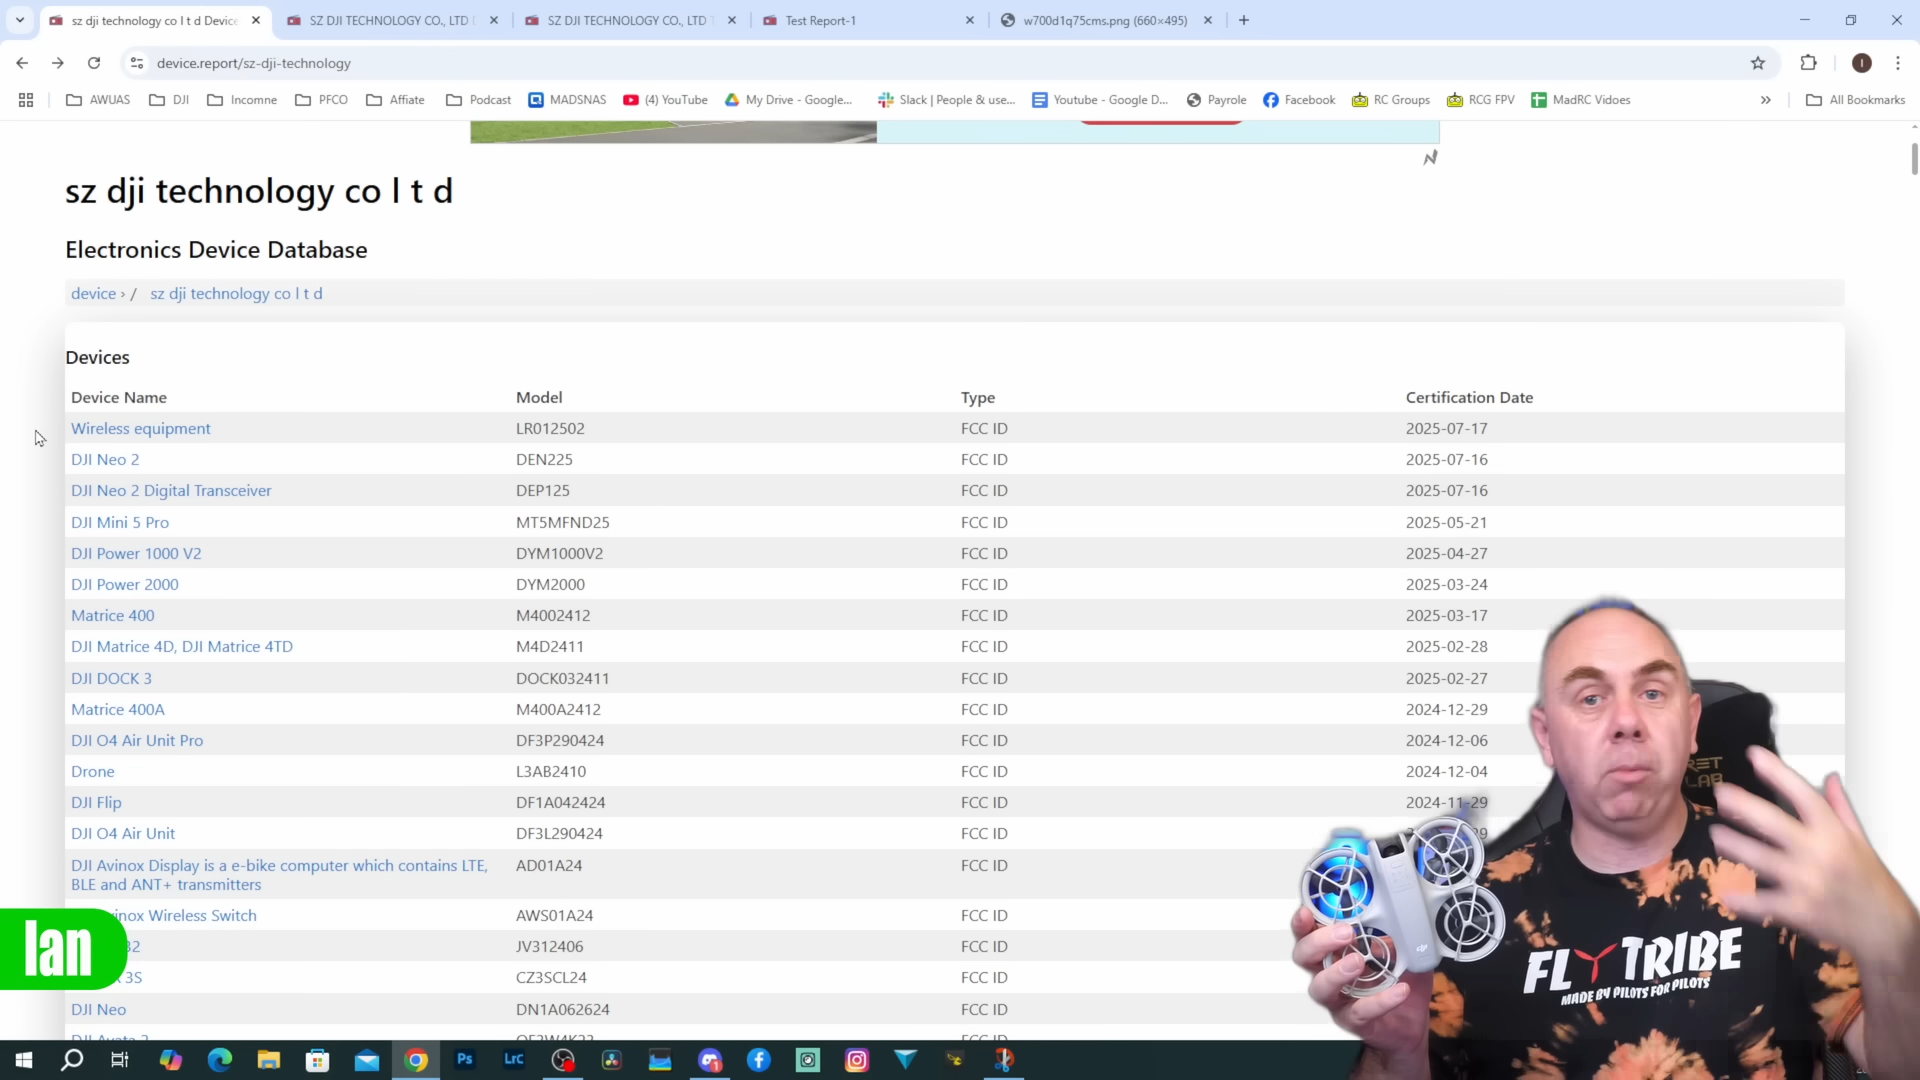 sz dji technology co l t d Device
SZ DJI TECHNOLOGY CO., LTD
SZ DJI TECHNOLOGY CO., LTD
Test Report-1
w700d1q75cms.png (660×495)
device.report/sz-dji-technology
AWUAS
DJI
Incomne
PFCO
Affiate
Podcast
MADSNAS
(4) YouTube
My Drive - Google...
Slack | People & use...
Youtube - Google D...
Payrole
Facebook
RC Groups
RCG FPV
MadRC Vidoes
All Bookmarks
sz dji technology co l t d
Electronics Device Database
device › / sz dji technology co l t d
Devices
Device Name Model Type Certification Date
Wireless equipment LR012502 FCC ID 2025-07-17
DJI Neo 2 DEN225 FCC ID 2025-07-16
DJI Neo 2 Digital Transceiver DEP125 FCC ID 2025-07-16
DJI Mini 5 Pro MT5MFND25 FCC ID 2025-05-21
DJI Power 1000 V2 DYM1000V2 FCC ID 2025-04-27
DJI Power 2000 DYM2000 FCC ID 2025-03-24
Matrice 400 M4002412 FCC ID 2025-03-17
DJI Matrice 4D, DJI Matrice 4TD M4D2411 FCC ID 2025-02-28
DJI DOCK 3 DOCK032411 FCC ID 2025-02-27
Matrice 400A M400A2412 FCC ID 2024-12-29
DJI O4 Air Unit Pro DF3P290424 FCC ID 2024-12-06
Drone L3AB2410 FCC ID 2024-12-04
DJI Flip DF1A042424 FCC ID 2024-11-29
DJI O4 Air Unit DF3L290424 FCC ID
DJI Avinox Display is a e-bike computer which contains LTE, AD01A24 FCC ID
BLE and ANT+ transmitters
Wireless Switch AWS01A24 FCC ID
JV312406 FCC ID
3S CZ3SCL24 FCC ID
DJI Neo DN1A062624 FCC ID
Ian
FLYTRIBE
MADE BY PILOTS FOR PILOTS
Ps
LrC